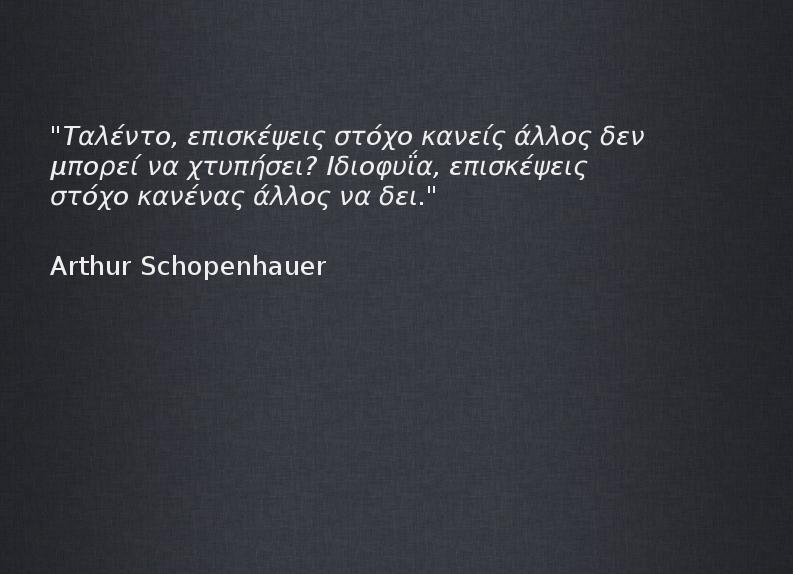 "Ταλέντο, επισκέψεις στόχο κανείς άλλος δεν
μπορεί να χτυπήσει? Ιδιοφυΐα, επισκέψεις
στόχο κανένας άλλος να δει."
Arthur Schopenhauer